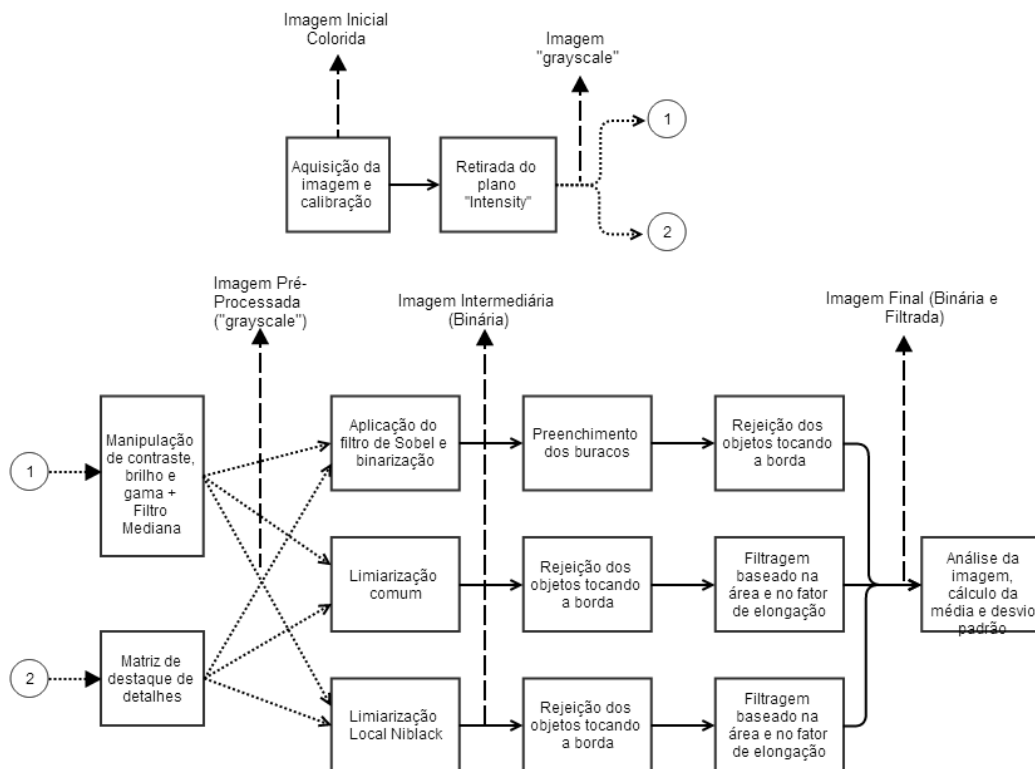 Imagem Inicial
Colorida
Imagem
"grayscale"
1
Aquisição da
imagem e
calibração
Retirada do
plano
"Intensity"
2
Imagem Pré-
Processada
("grayscale")
Imagem Intermediária
(Binária)
Imagem Final (Binária e
Filtrada)
1
Manipulação
de contraste,
brilho e
gama +
Filtro
Mediana
Aplicação do
filtro de Sobel e
binarização
Preenchimento
dos buracos
Rejeição dos
objetos tocando
a borda
Limiarização
comum
Rejeição dos
objetos tocando
a borda
Filtragem
baseado na
área e no fator
de elongação
Análise da
imagem,
cálculo da
média e desvio
padrão
2
Matriz de
destaque de
detalhes
Limiarização
Local Niblack
Rejeição dos
objetos tocando
a borda
Filtragem
baseado na
área e no fator
de elongação